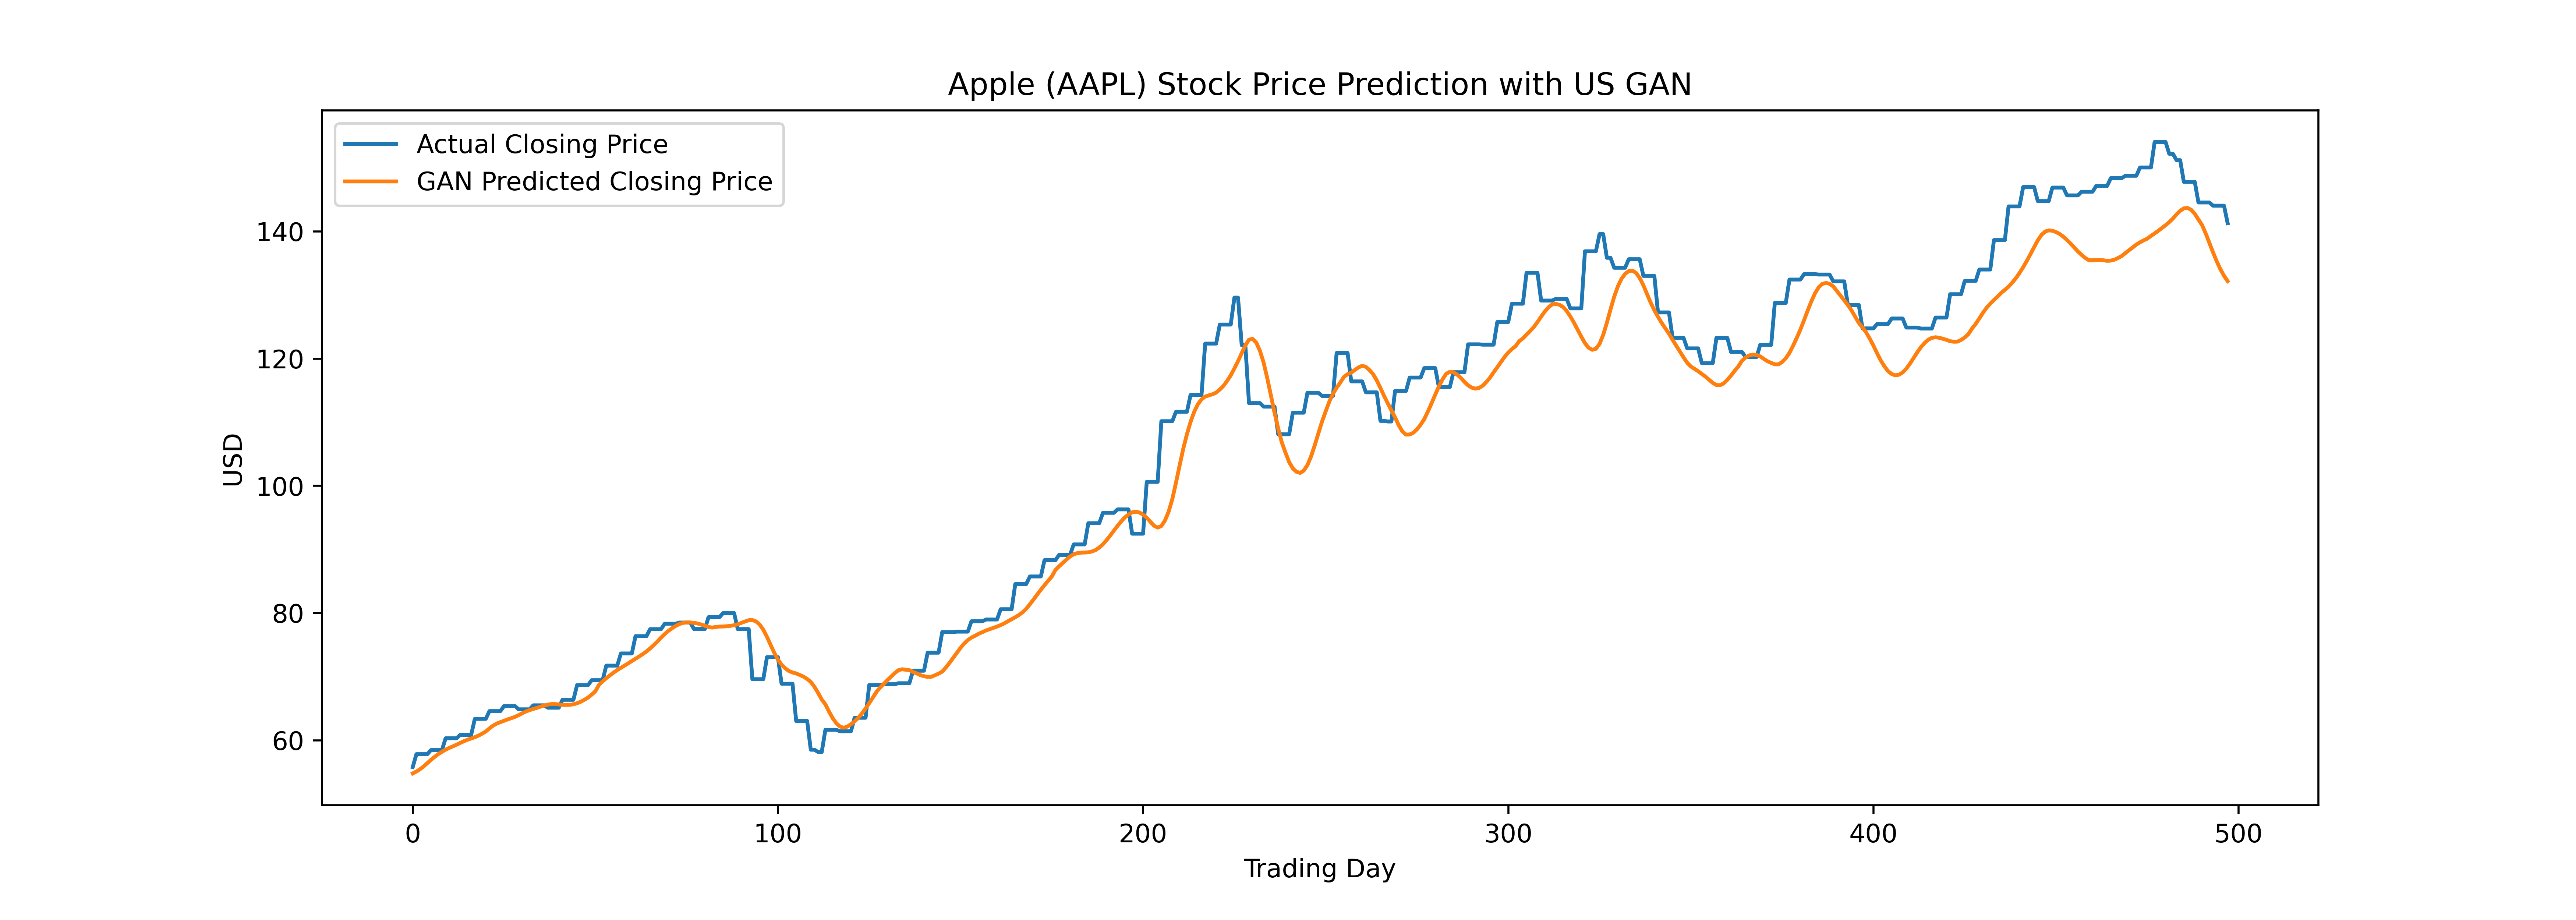 Apple (AAPL) Stock Price Prediction with US GAN
Actual Closing Price
GAN Predicted Closing Price
USD
140
120
100
80
60
0 100 200 300 400 500
Trading Day